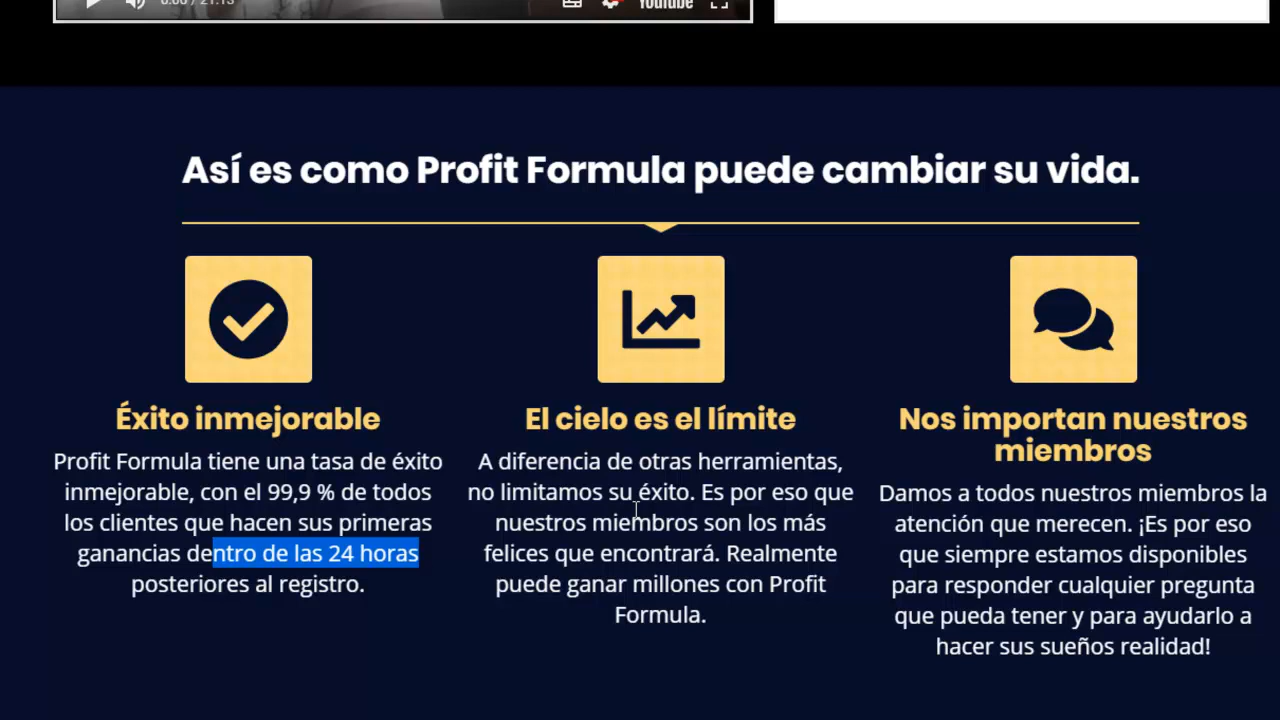 0:00 / 21:13
YouTube
Así es como Profit Formula puede cambiar su vida.
Éxito inmejorable
Profit Formula tiene una tasa de éxito
inmejorable, con el 99,9 % de todos
los clientes que hacen sus primeras
ganancias dentro de las 24 horas
posteriores al registro.
El cielo es el límite
A diferencia de otras herramientas,
no limitamos su éxito. Es por eso que
nuestros miembros son los más
felices que encontrará. Realmente
puede ganar millones con Profit
Formula.
Nos importan nuestros
miembros
Damos a todos nuestros miembros la
atención que merecen. ¡Es por eso
que siempre estamos disponibles
para responder cualquier pregunta
que pueda tener y para ayudarlo a
hacer sus sueños realidad!